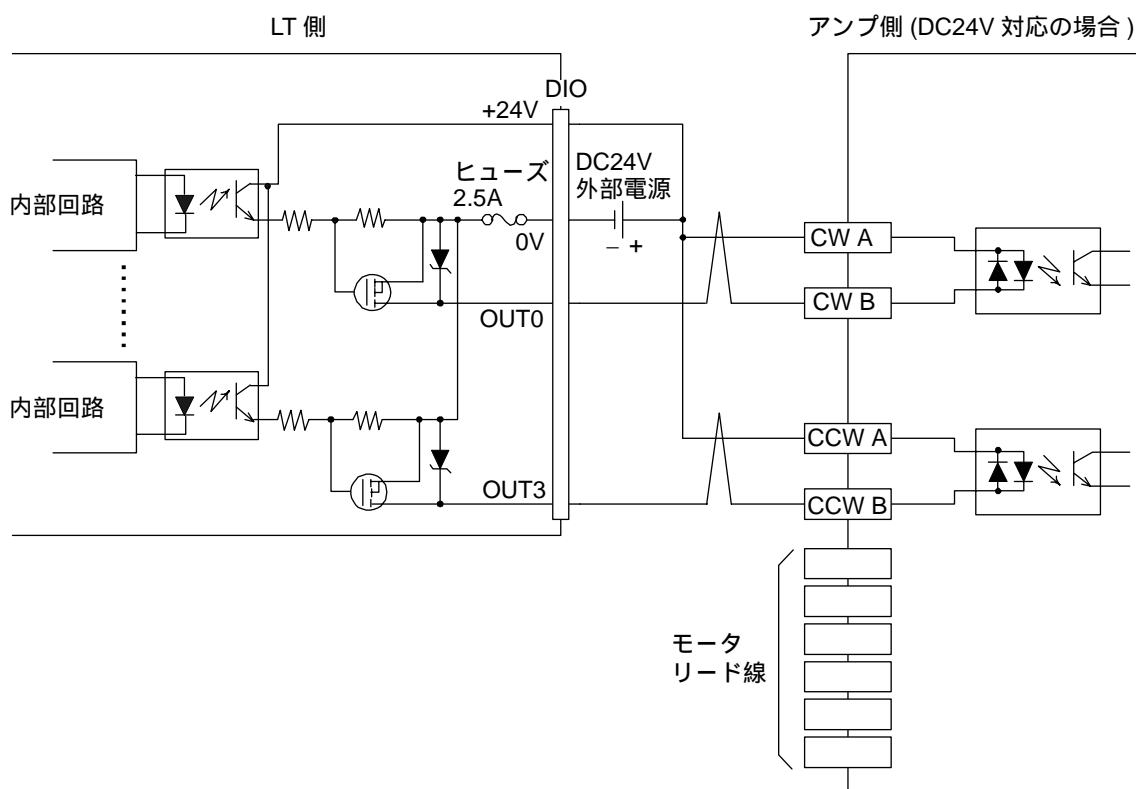 LT 側
アンプ側 (DC24V 対応の場合 )
DIO
+24V
内部回路
ヒューズ
2.5A
DC24V
外部電源
0V
– +
CW A
CW B
OUT0
内部回路
CCW A
OUT3
CCW B
モータ
リード線